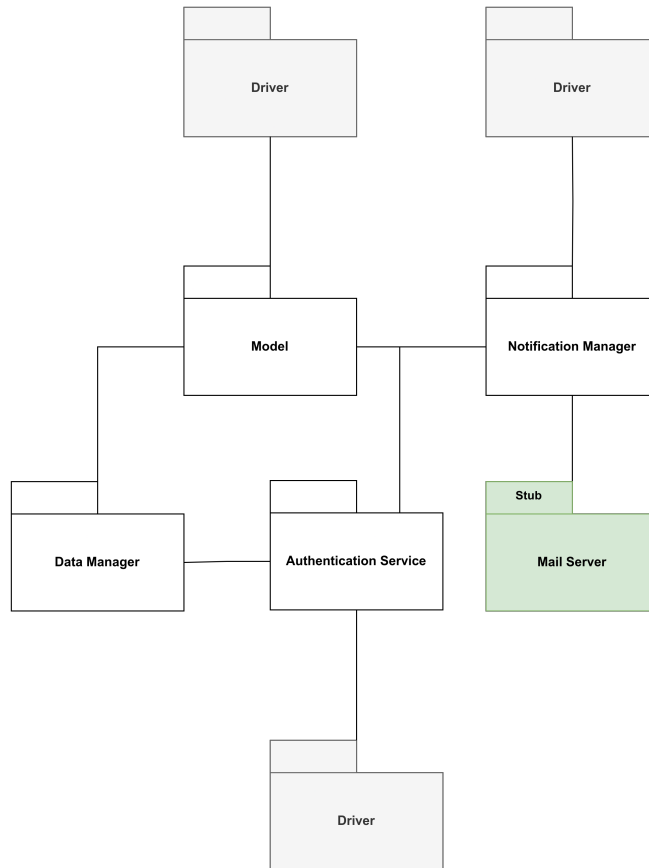 Driver
Driver
Model
Notification Manager
Stub
Data Manager
Authentication Service
Mail Server
Driver